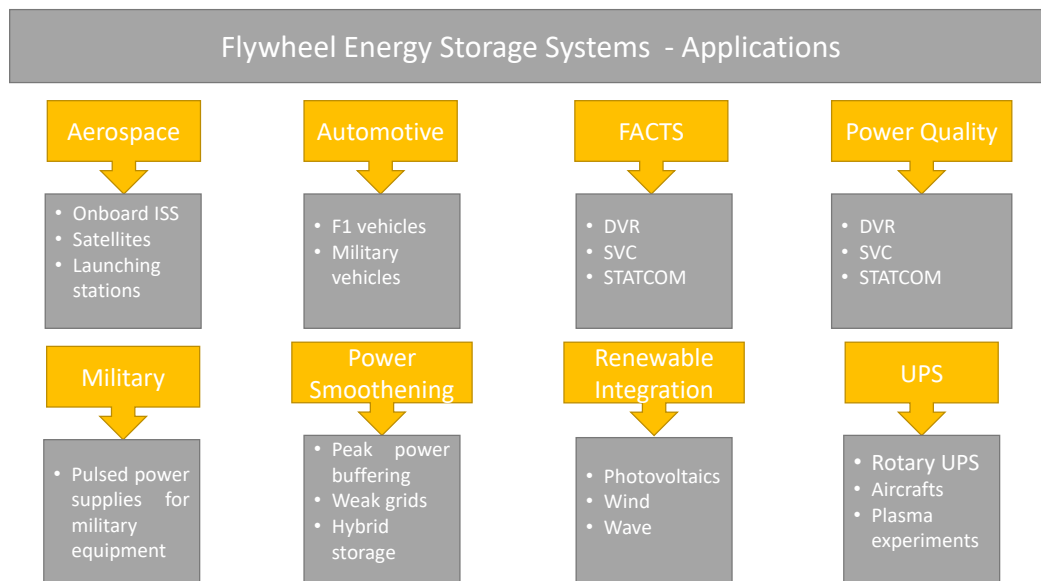 Flywheel Energy Storage Systems - Applications
Aerospace
• Onboard ISS
• Satellites
• Launching
stations
Automotive
• F1 vehicles
• Military
vehicles
FACTS
• DVR
• SVC
• STATCOM
Power Quality
• DVR
• SVC
• STATCOM
Military
• Pulsed power
supplies for
military
equipment
Power
Smoothening
• Peak power
buffering
• Weak grids
• Hybrid
storage
Renewable
Integration
• Photovoltaics
• Wind
• Wave
UPS
• Rotary UPS
• Aircrafts
• Plasma
experiments